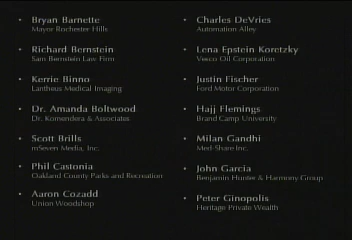 • Bryan Barnette
Mayor Rochester Hills
• Richard Bernstein
Sam Bernstein Law Firm
• Kerrie Binno
Lantheus Medical Imaging
• Dr. Amanda Boltwood
Dr. Komendera & Associates
• Scott Brills
mSeven Media, Inc.
• Phil Castonia
Oakland County Parks and Recreation
• Aaron Cozadd
Union Woodshop
• Charles DeVries
Automation Alley
• Lena Epstein Koretzky
Vesco Oil Corporation
• Justin Fischer
Ford Motor Corporation
• Hajj Flemings
Brand Camp University
• Milan Gandhi
Med-Share Inc.
• John Garcia
Benjamin Hunter & Harmony Group
• Peter Ginopolis
Heritage Private Wealth